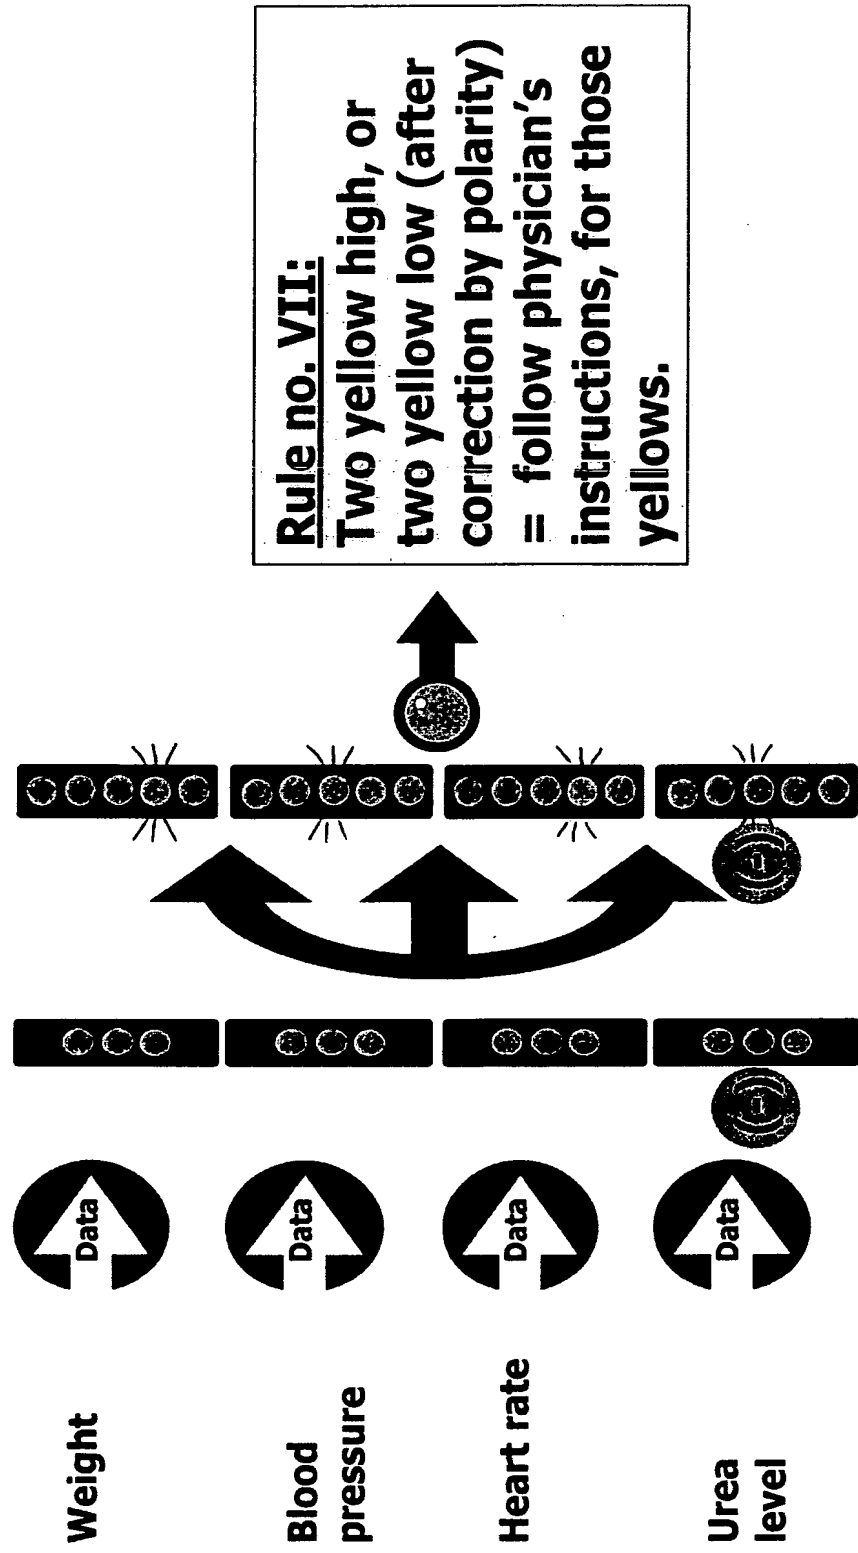 Weight
Data
Blood
pressure
Data
Heart rate
Data
Urea
level
Data
Rule no. VII:
Two yellow high, or
two yellow low (after
correction by polarity)
= follow physician's
instructions, for those
yellows.